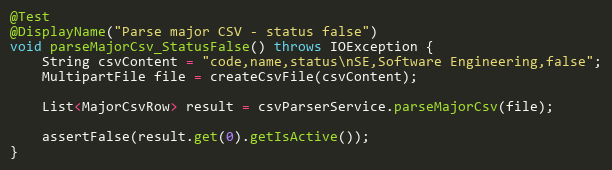 @Test
@DisplayName("Parse major CSV - status false")
void parseMajorCsv_StatusFalse() throws IOException {
    String csvContent = "code,name,status\nSE,Software Engineering,false";
    MultipartFile file = createCsvFile(csvContent);

    List<MajorCsvRow> result = csvParserService.parseMajorCsv(file);

    assertFalse(result.get(0).getIsActive());
}